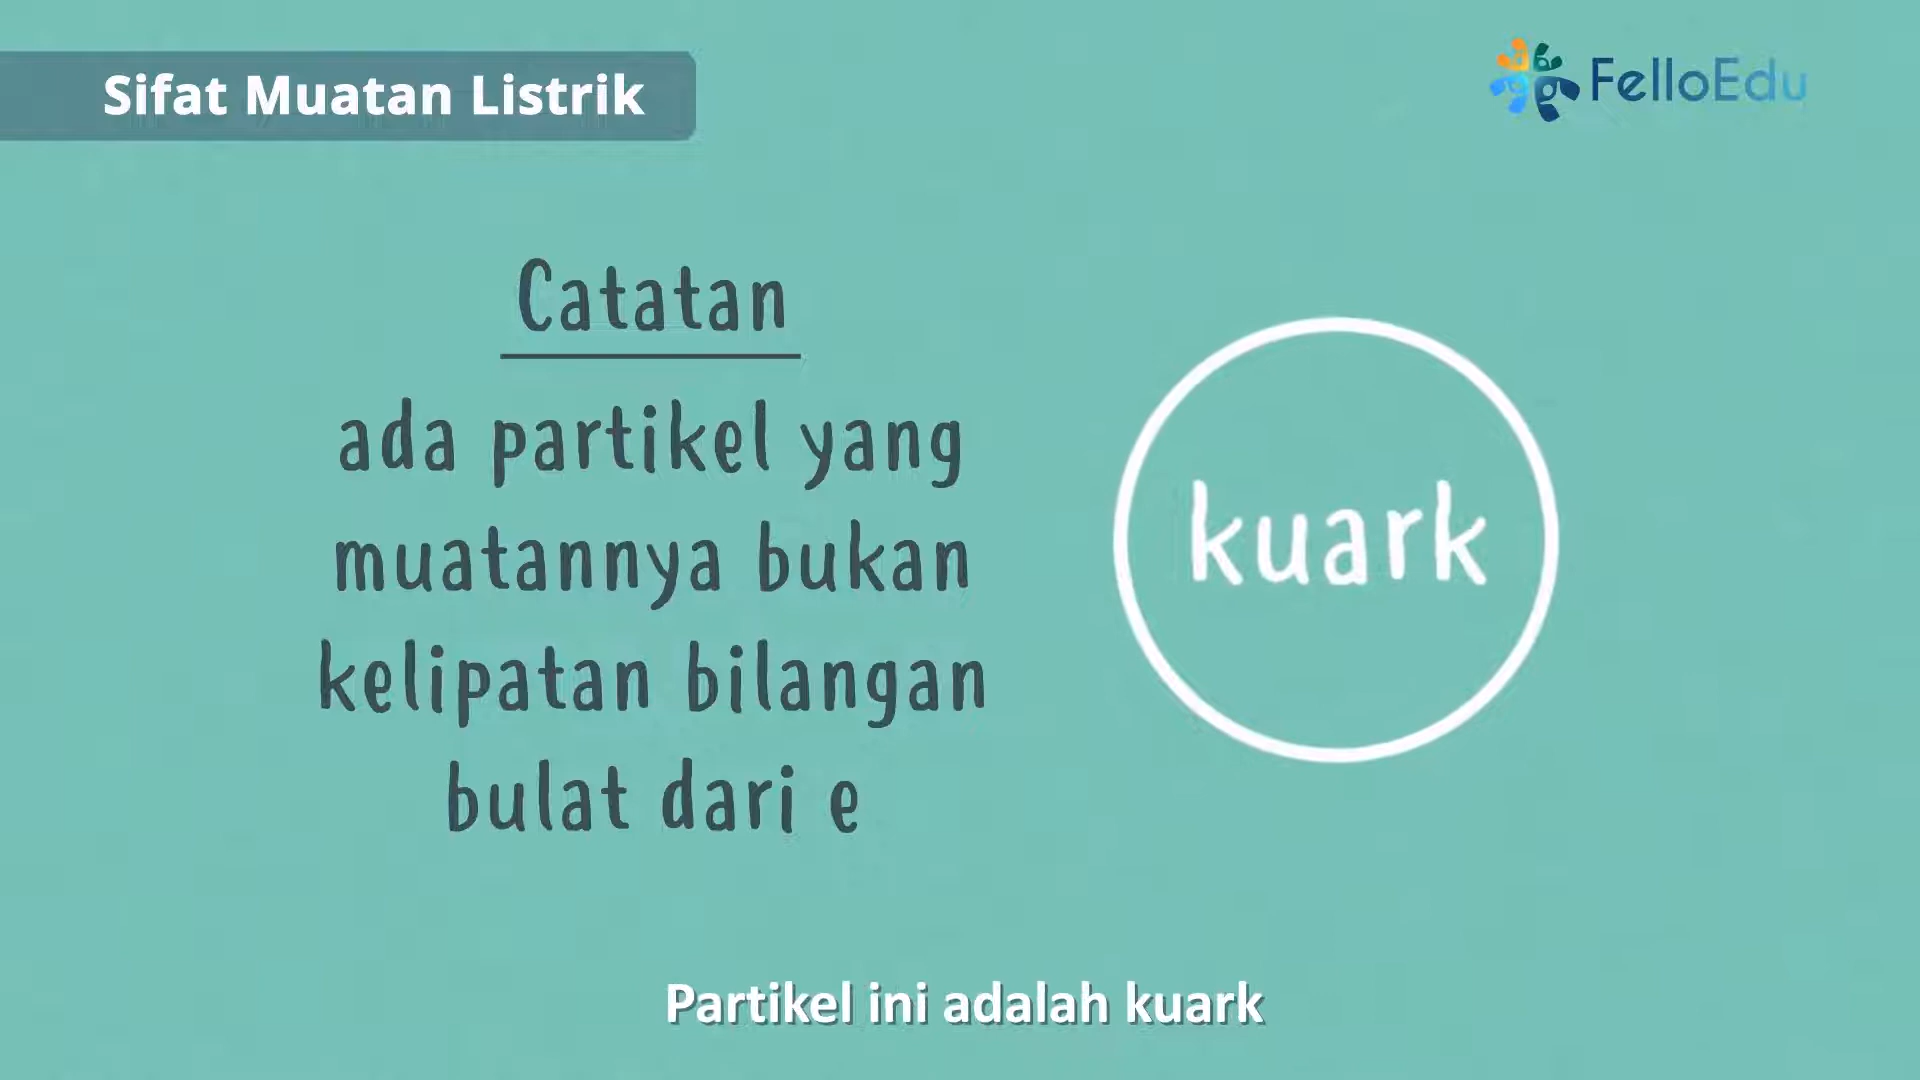 Sifat Muatan Listrik
FelloEdu
Catatan
ada partikel yang
muatannya bukan
kelipatan bilangan
bulat dari e
kuark
Partikel ini adalah kuark